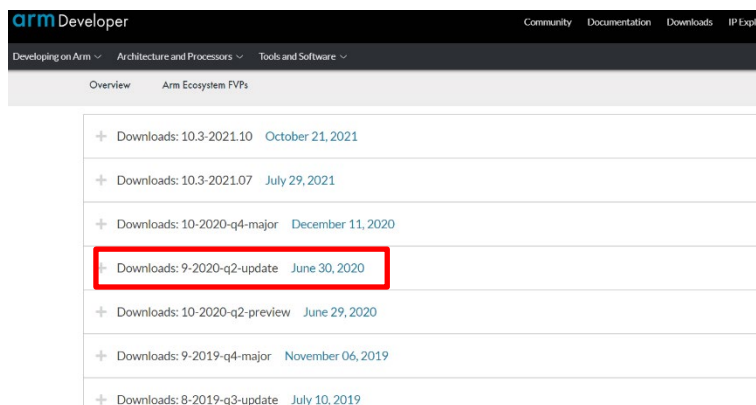 arm Developer
Community Documentation Downloads IP Expl
Developing on Arm Architecture and Processors Tools and Software
Overview Arm Ecosystem FVPs
Downloads: 10.3-2021.10 October 21, 2021
Downloads: 10.3-2021.07 July 29, 2021
Downloads: 10-2020-q4-major December 11, 2020
Downloads: 9-2020-q2-update June 30, 2020
Downloads: 10-2020-q2-preview June 29, 2020
Downloads: 9-2019-q4-major November 06, 2019
Downloads: 8-2019-q3-update July 10, 2019